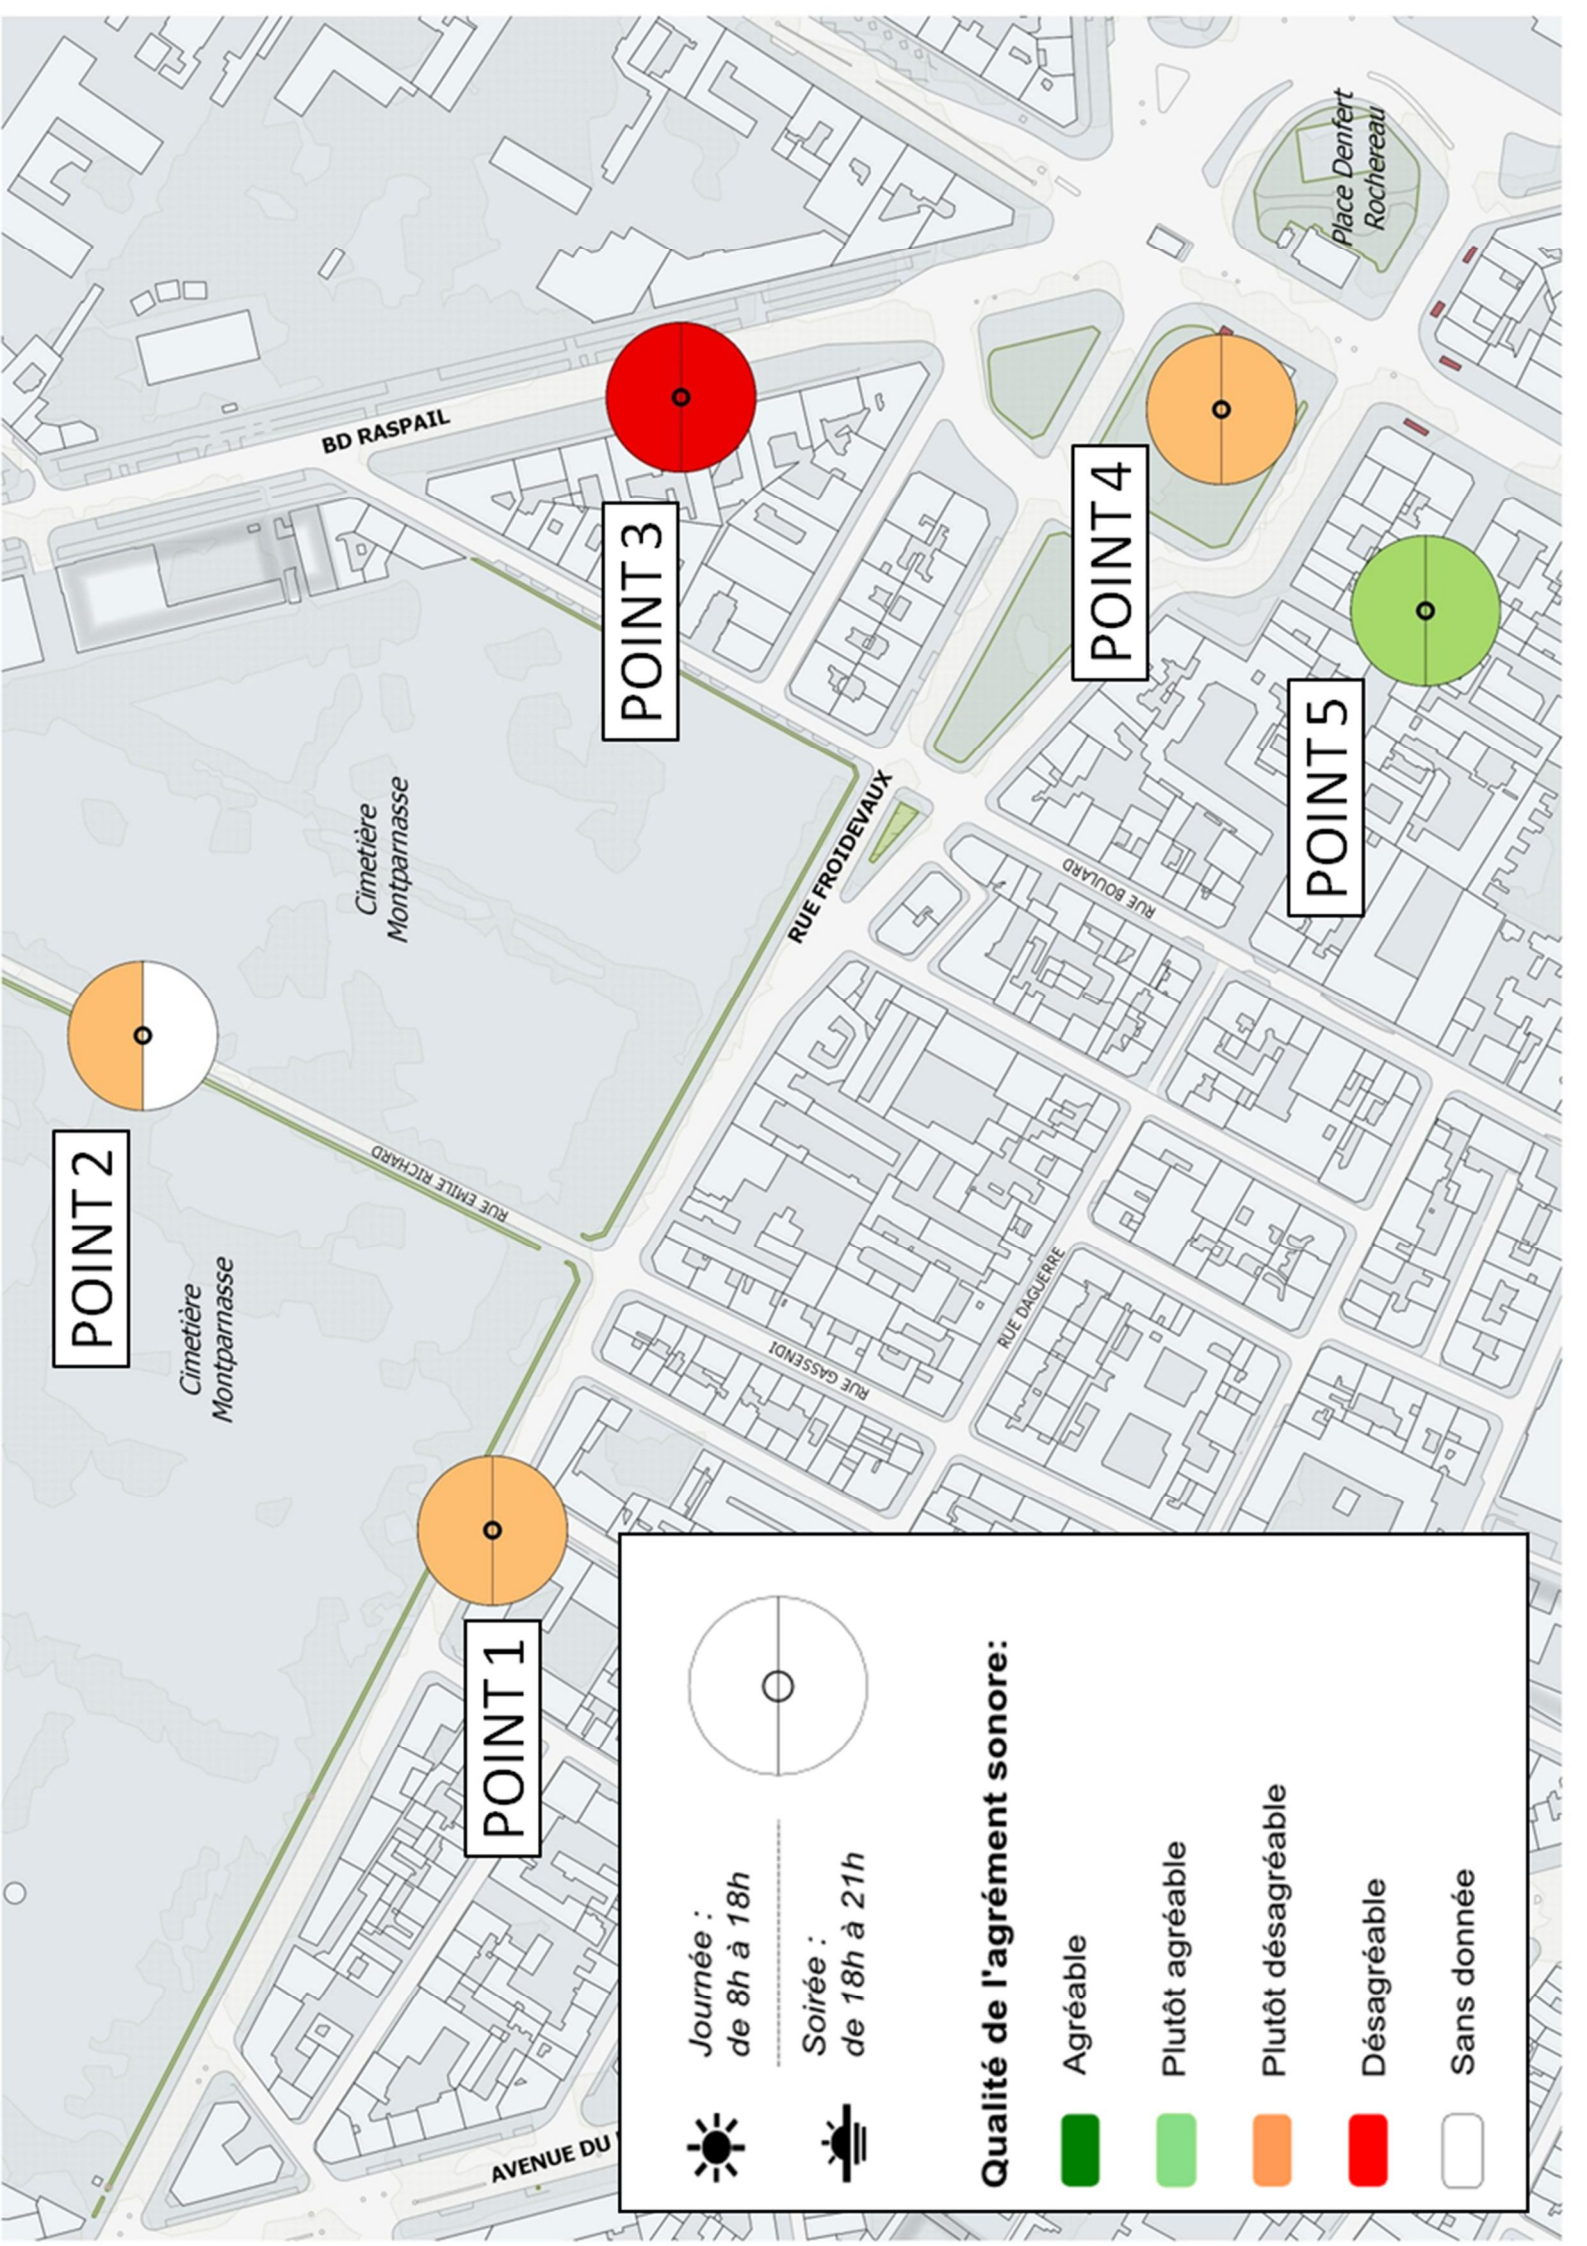 POINT 2
Cimetière
Montparnasse
Cimetière
Montparnasse
BD RASPAIL
RUE EMILE RICHARD
POINT 1
AVENUE DU
POINT 3
RUE GASSENDI
RUE FROIDEVAUX
RUE DAGUERRE
RUE BOULARD
POINT 4
POINT 5
Place Denfert
Rochereau
Journée :
de 8h à 18h
Soirée :
de 18h à 21h
Qualité de l'agrément sonore:
Agréable
Plutôt agréable
Plutôt désagréable
Désagréable
Sans donnée